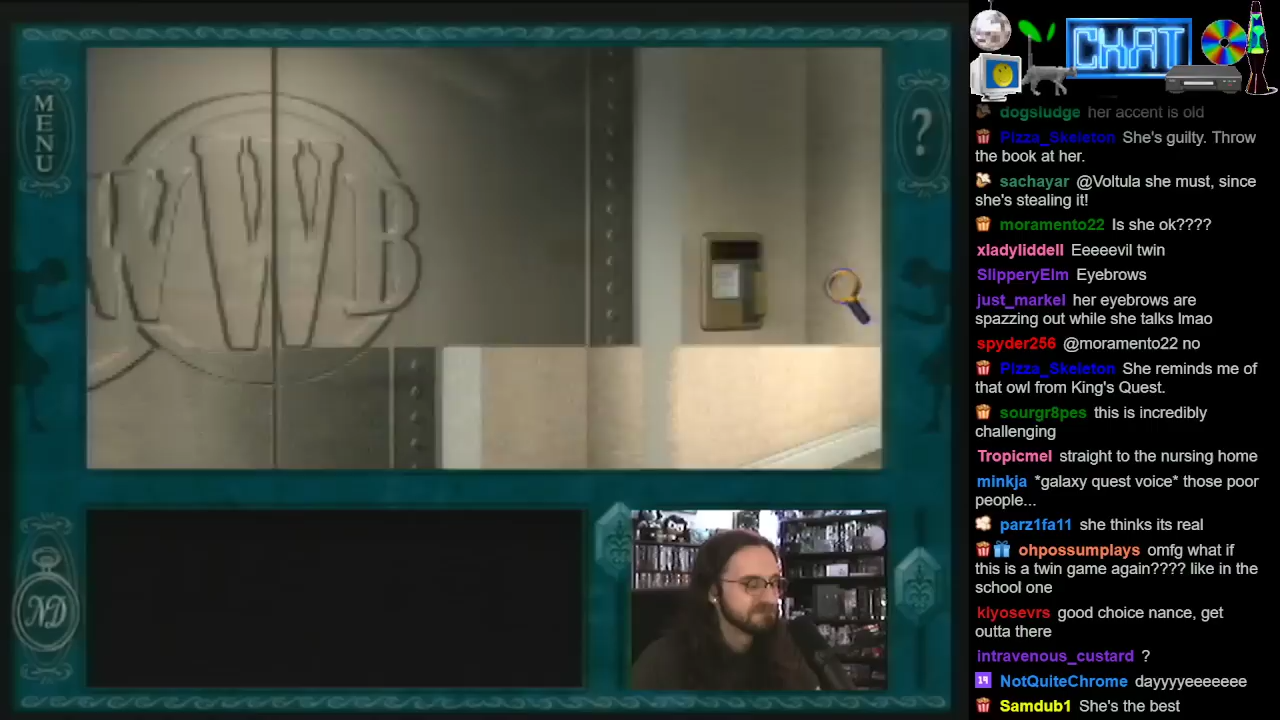 MENU
?
WWB
ND
CHAT
dogsludge her accent is old
Pizza_Skeleton She's guilty. Throw
the book at her.
sachayar @Voltula she must, since
she's stealing it!
moramento22 Is she ok????
xladyliddell Eeeeevil twin
SlipperyElm Eyebrows
just_markel her eyebrows are
spazzing out while she talks lmao
spyder256 @moramento22 no
Pizza_Skeleton She reminds me of
that owl from King's Quest.
sourgr8pes this is incredibly
challenging
Tropicmel straight to the nursing home
minkja *galaxy quest voice* those poor
people...
parz1fa11 she thinks its real
ohpossumplays omfg what if
this is a twin game again???? like in the
school one
kiyosevrs good choice nance, get
outta there
intravenous_custard ?
14 NotQuiteChrome dayyyyeeeeeee
Samdub1 She's the best